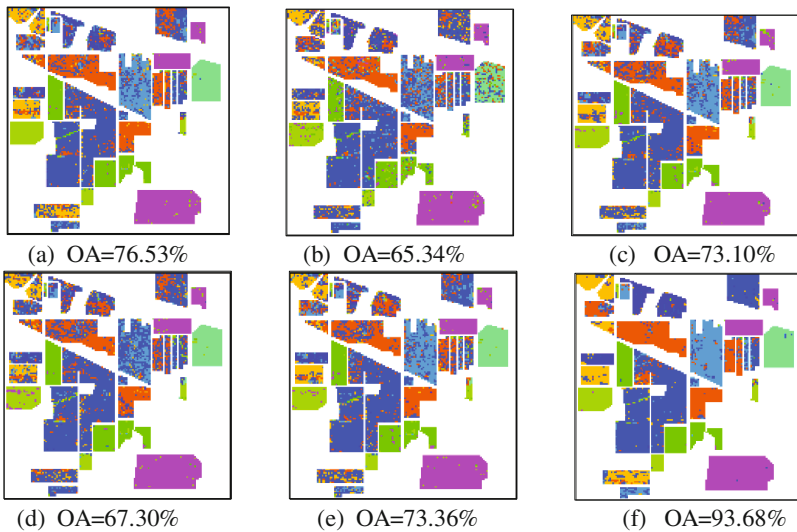 (a) OA=76.53%
(b) OA=65.34%
(c) OA=73.10%
(d) OA=67.30%
(e) OA=73.36%
(f) OA=93.68%